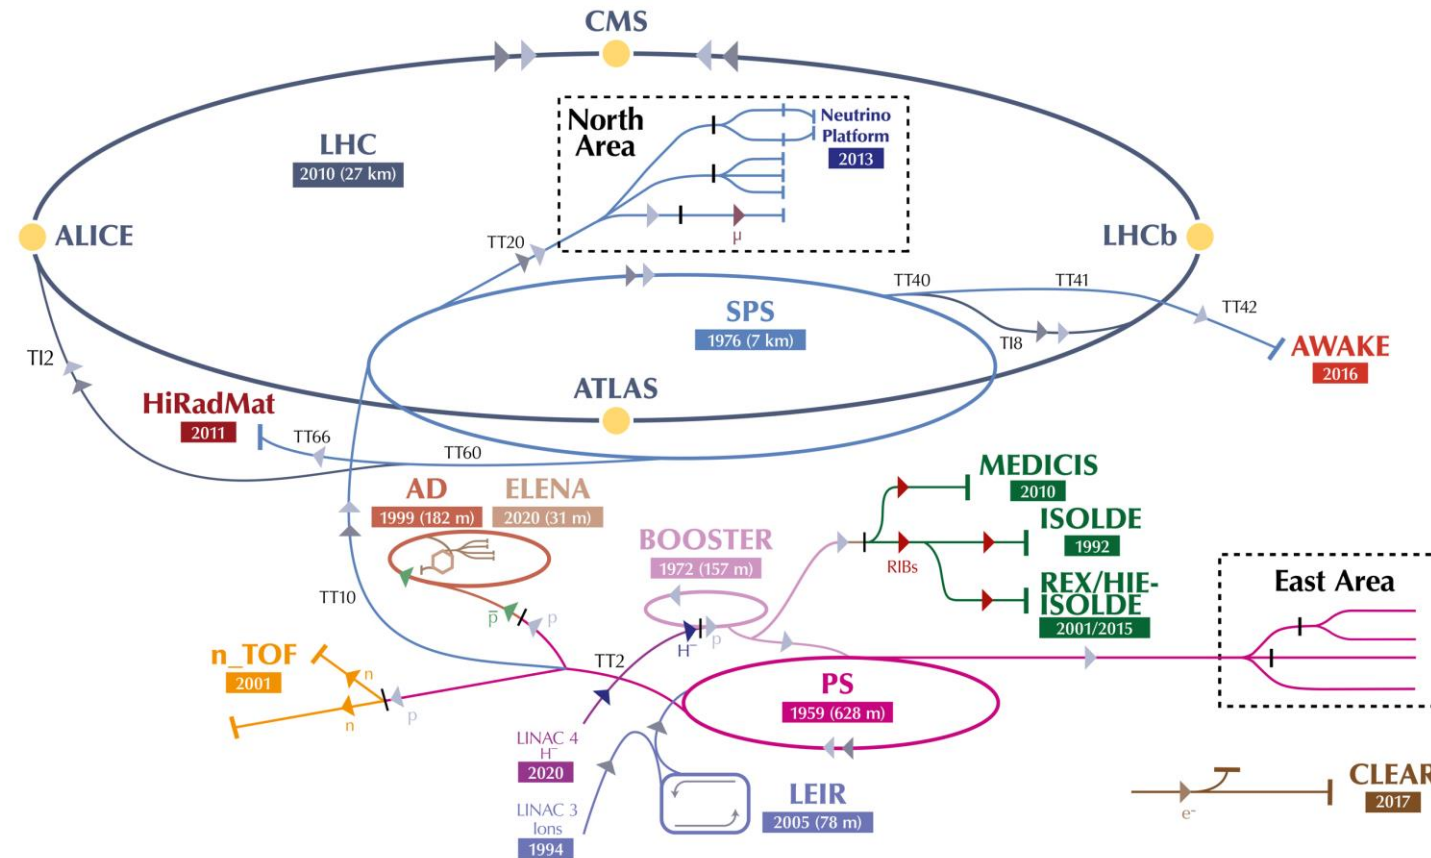 CMS
North
Area
Neutrino
Platform
2013
LHC
2010 (27 km)
μ
ALICE
LHCb
TT20
TT40
TT41
TT42
TI8
SPS
1976 (7 km)
AWAKE
2016
TI2
ATLAS
HiRadMat
2011
TT66
TT60
AD
1999 (182 m)
ELENA
2020 (31 m)
MEDICIS
2010
ISOLDE
1992
RIBs
REX/HIE-
ISOLDE
2001/2015
BOOSTER
1972 (157 m)
East Area
TT10
p̅
p
H⁻
p
TT2
n_TOF
2001
n
n
p
PS
1959 (628 m)
LINAC 4
H⁻
2020
LINAC 3
Ions
1994
LEIR
2005 (78 m)
e-
CLEAR
2017